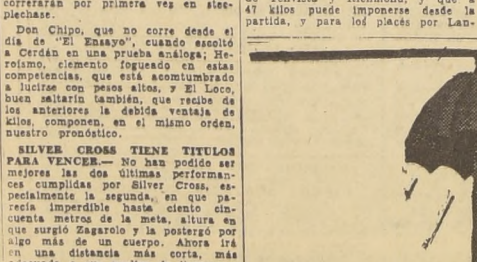 correrán por primera vez en stee-
plechase.
Don Chipo, que no corre desde el
día de "El Ensayo", cuando escoltó
a Cerdán en una prueba análoga; He-
roísmo, elemento fogueado en estas
competencias, que está acomtumbrado
a lucirse con pesos altos, y El Loco,
buen saltarín también, que recibe de
los anteriores la debida ventaja de
kilos, componen, en el mismo orden,
nuestro pronóstico.
SILVER CROSS TIENE TITULOS
PARA VENCER.— No han podido ser
mejores las dos últimas performan-
ces cumplidas por Silver Cross, es-
pecialmente la segunda, en que pa-
recía imperdible hasta ciento cin-
cuenta metros de la meta, altura en
que surgió Zagarolo y la postergó por
algo más de un cuerpo. Ahora irá
en una distancia más corta, más
47 kilos puede imponerse desde la
partida, y para los placés por Lan-